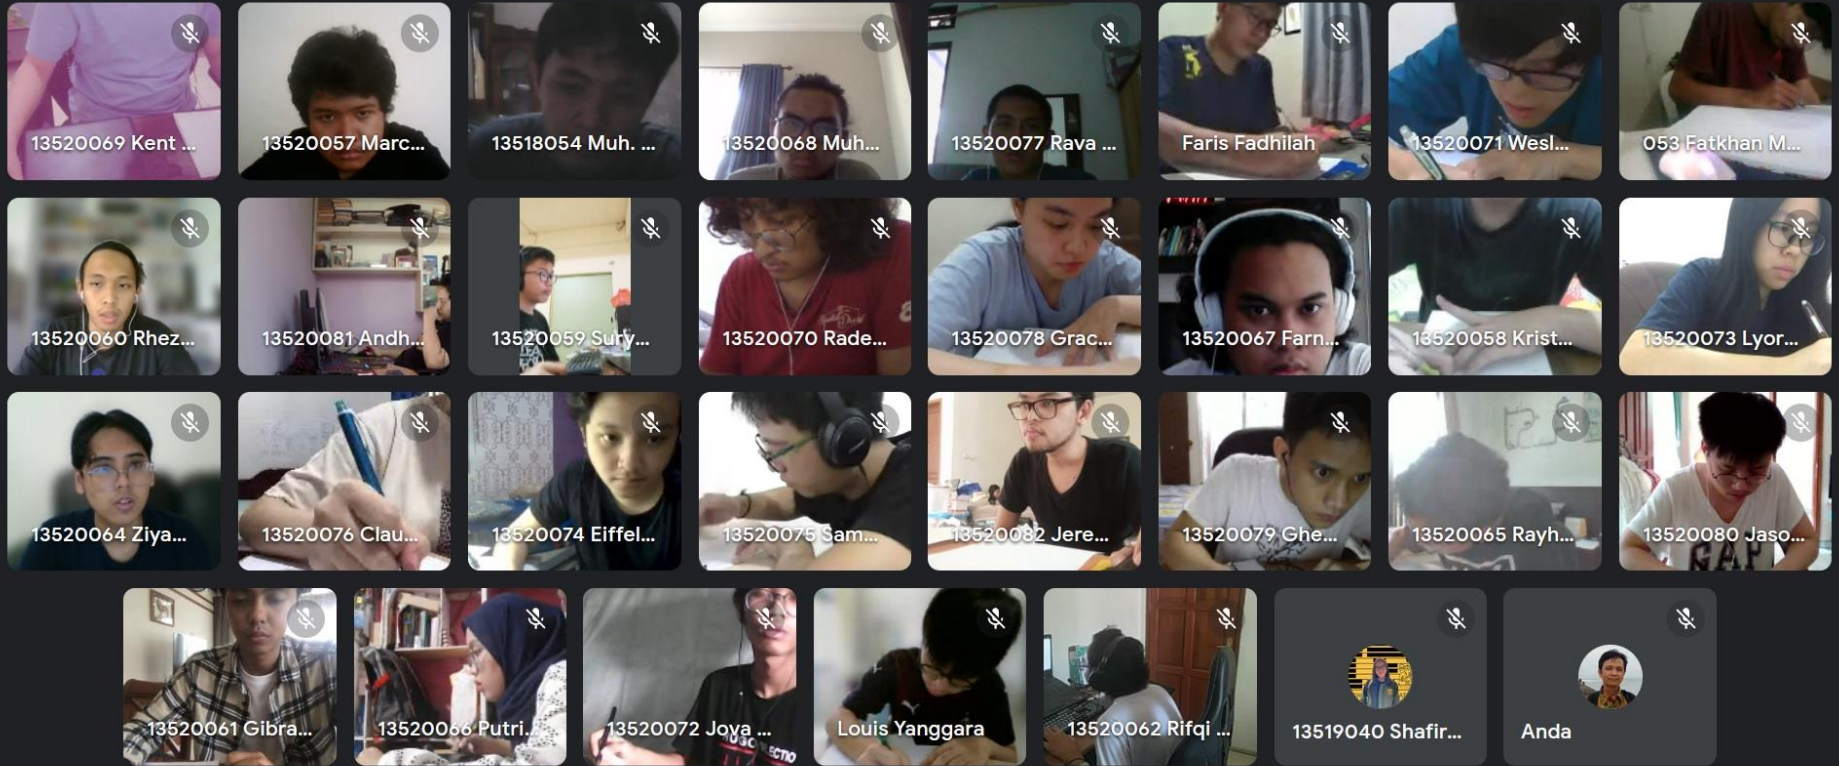 13520069 Kent ...
13520057 Marc...
13518054 Muh. ...
13520068 Muh...
13520077 Rava ...
Faris Fadhilah
13520071 Wesl...
053 Fatkhan M...
13520060 Rhez...
13520081 Andh...
13520059 Sury...
13520070 Rade...
13520078 Grac...
13520067 Farn...
13520058 Krist...
13520073 Lyor...
13520064 Ziya...
13520076 Clau...
13520074 Eiffel...
13520075 Sam...
13520082 Jere...
13520079 Ghe...
13520065 Rayh...
13520080 Jaso...
GAP
13520061 Gibra...
13520066 Putri...
13520072 Jova ...
Louis Yanggara
13520062 Rifqi ...
13519040 Shafir...
Anda